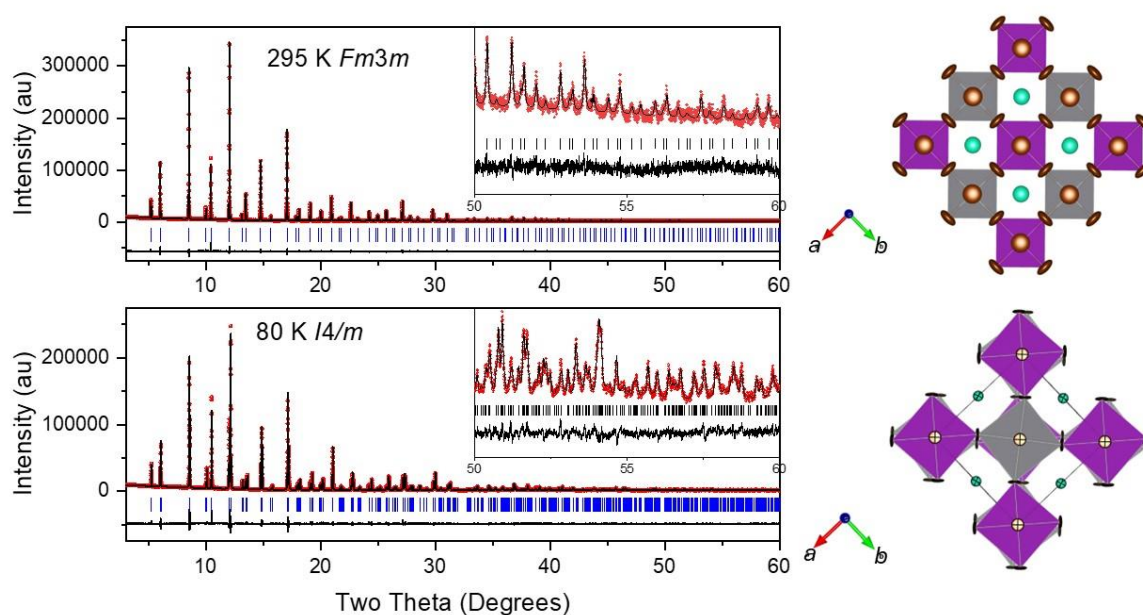 295 K Fm3m
Intensity (au)
300000
200000
100000
0
50 55 60
10 20 30 40 50 60
a b
80 K I4/m
Intensity (au)
200000
100000
0
50 55 60
10 20 30 40 50 60
Two Theta (Degrees)
a b